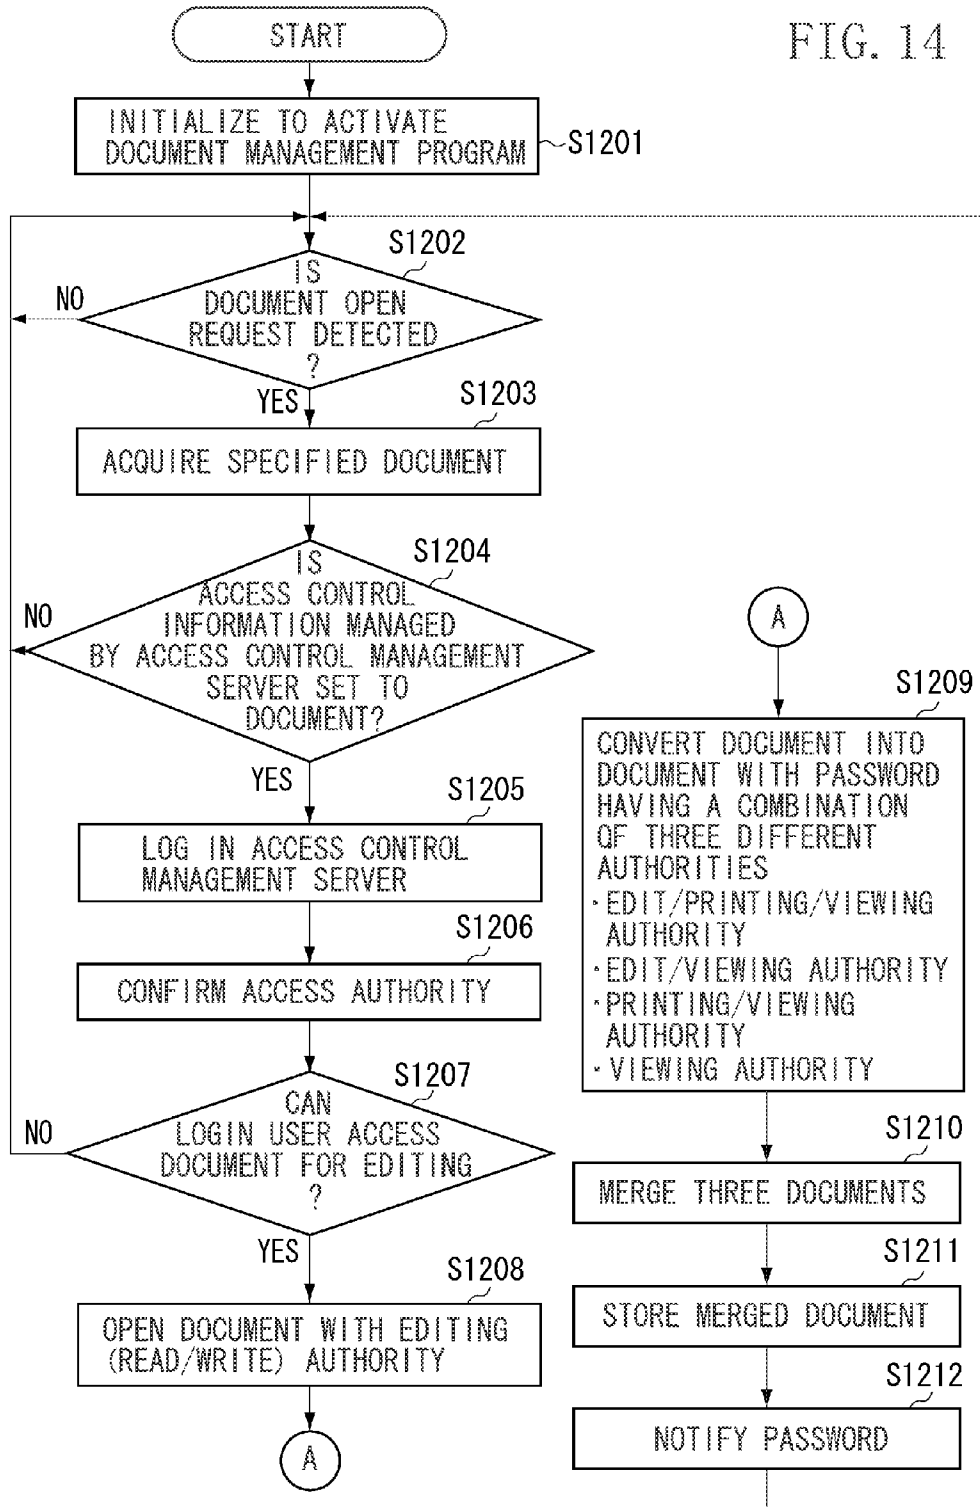 START
FIG. 14
INITIALIZE TO ACTIVATE
DOCUMENT MANAGEMENT PROGRAM
S1201
S1202
IS
DOCUMENT OPEN
REQUEST DETECTED
?
NO
YES
S1203
ACQUIRE SPECIFIED DOCUMENT
S1204
IS
ACCESS CONTROL
INFORMATION MANAGED
BY ACCESS CONTROL MANAGEMENT
SERVER SET TO
DOCUMENT?
NO
YES
S1205
LOG IN ACCESS CONTROL
MANAGEMENT SERVER
S1206
CONFIRM ACCESS AUTHORITY
S1207
CAN
LOGIN USER ACCESS
DOCUMENT FOR EDITING
?
NO
YES
S1208
OPEN DOCUMENT WITH EDITING
(READ/WRITE) AUTHORITY
A
A
S1209
CONVERT DOCUMENT INTO
DOCUMENT WITH PASSWORD
HAVING A COMBINATION
OF THREE DIFFERENT
AUTHORITIES
・EDIT/PRINTING/VIEWING
AUTHORITY
・EDIT/VIEWING AUTHORITY
・PRINTING/VIEWING
AUTHORITY
・VIEWING AUTHORITY
S1210
MERGE THREE DOCUMENTS
S1211
STORE MERGED DOCUMENT
S1212
NOTIFY PASSWORD